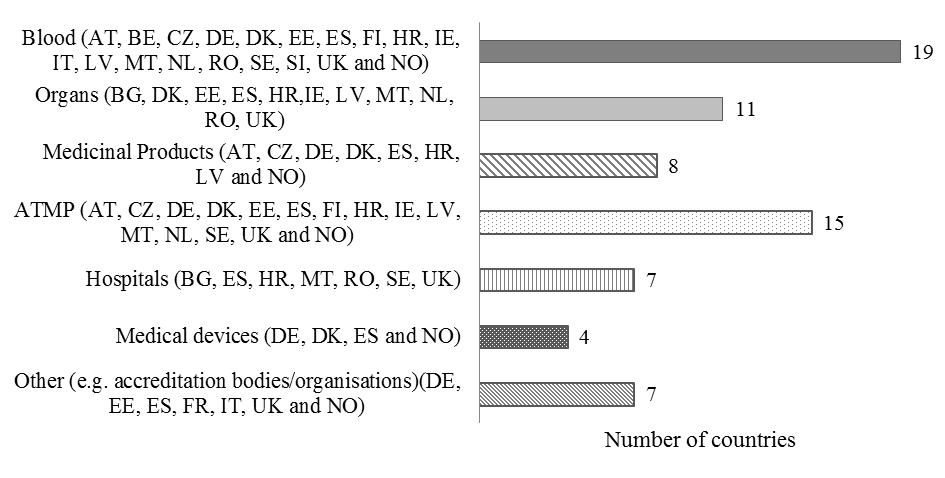 Blood (AT, BE, CZ, DE, DK, EE, ES, FI, HR, IE,
IT, LV, MT, NL, RO, SE, SI, UK and NO)
19
Organs (BG, DK, EE, ES, HR,IE, LV, MT, NL,
RO, UK)
11
Medicinal Products (AT, CZ, DE, DK, ES, HR,
LV and NO)
8
ATMP (AT, CZ, DE, DK, EE, ES, FI, HR, IE, LV,
MT, NL, SE, UK and NO)
15
Hospitals (BG, ES, HR, MT, RO, SE, UK)
7
Medical devices (DE, DK, ES and NO)
4
Other (e.g. accreditation bodies/organisations)(DE,
EE, ES, FR, IT, UK and NO)
7
Number of countries